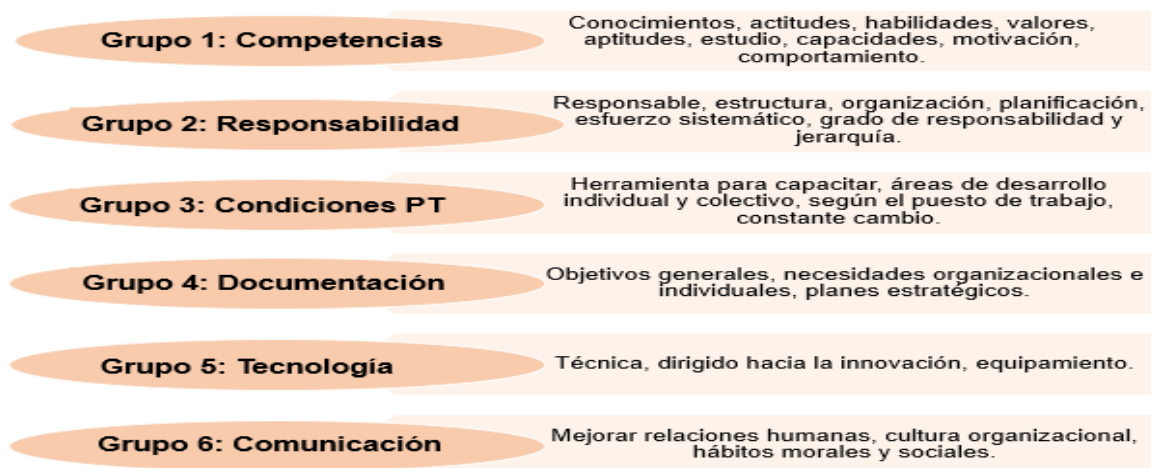 Grupo 1: Competencias
Conocimientos, actitudes, habilidades, valores,
aptitudes, estudio, capacidades, motivación,
comportamiento.
Grupo 2: Responsabilidad
Responsable, estructura, organización, planificación,
esfuerzo sistemático, grado de responsabilidad y
jerarquía.
Grupo 3: Condiciones PT
Herramienta para capacitar, áreas de desarrollo
individual y colectivo, según el puesto de trabajo,
constante cambio.
Grupo 4: Documentación
Objetivos generales, necesidades organizacionales e
individuales, planes estratégicos.
Grupo 5: Tecnología
Técnica, dirigido hacia la innovación, equipamiento.
Grupo 6: Comunicación
Mejorar relaciones humanas, cultura organizacional,
hábitos morales y sociales.